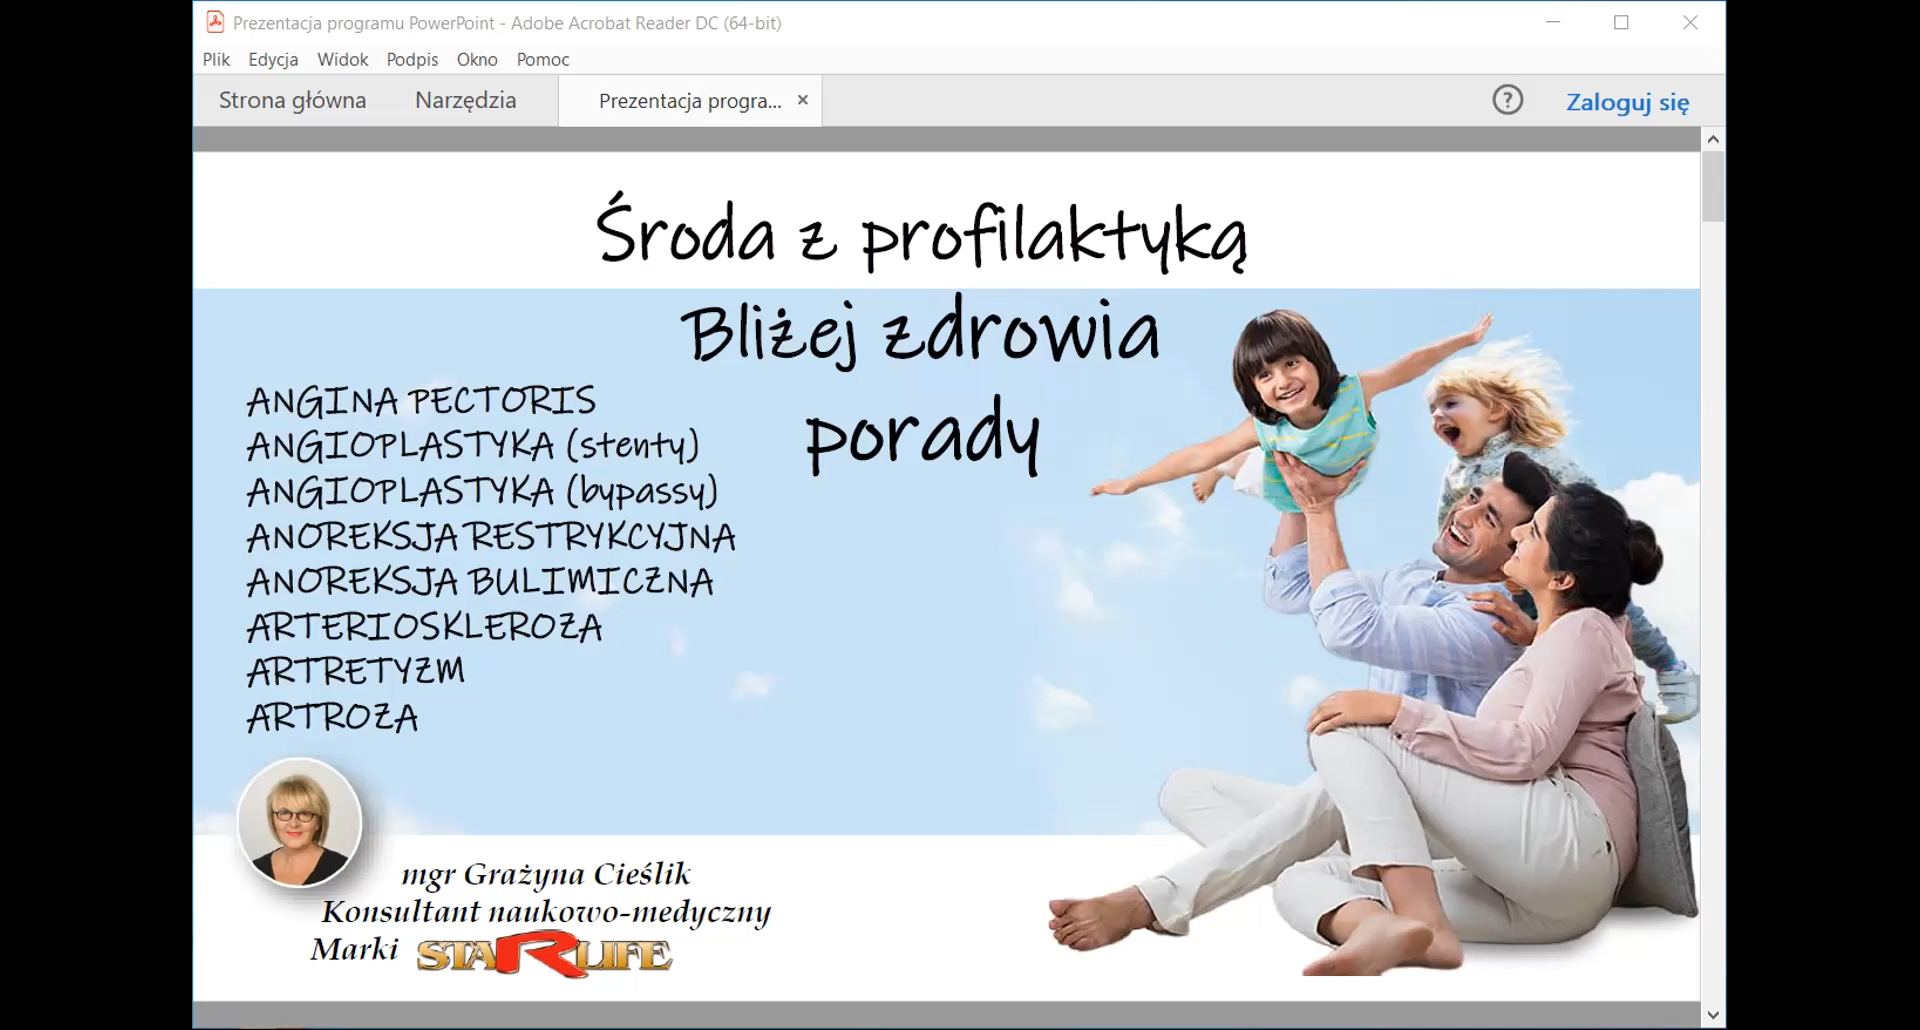 Prezentacja programu PowerPoint - Adobe Acrobat Reader DC (64-bit)
Plik Edycja Widok Podpis Okno Pomoc
Strona główna Narzędzia Prezentacja progra... Zaloguj się
Środa z profilaktyką
Bliżej zdrowia
porady
ANGINA PECTORIS
ANGIOPLASTYKA (stenty)
ANGIOPLASTYKA (bypassy)
ANOREKSJA RESTRYKCYJNA
ANOREKSJA BULIMICZNA
ARTERIOSKLEROZA
ARTRETYZM
ARTROZA
mgr Grażyna Cieślik
Konsultant naukowo-medyczny
Marki STARLIFE